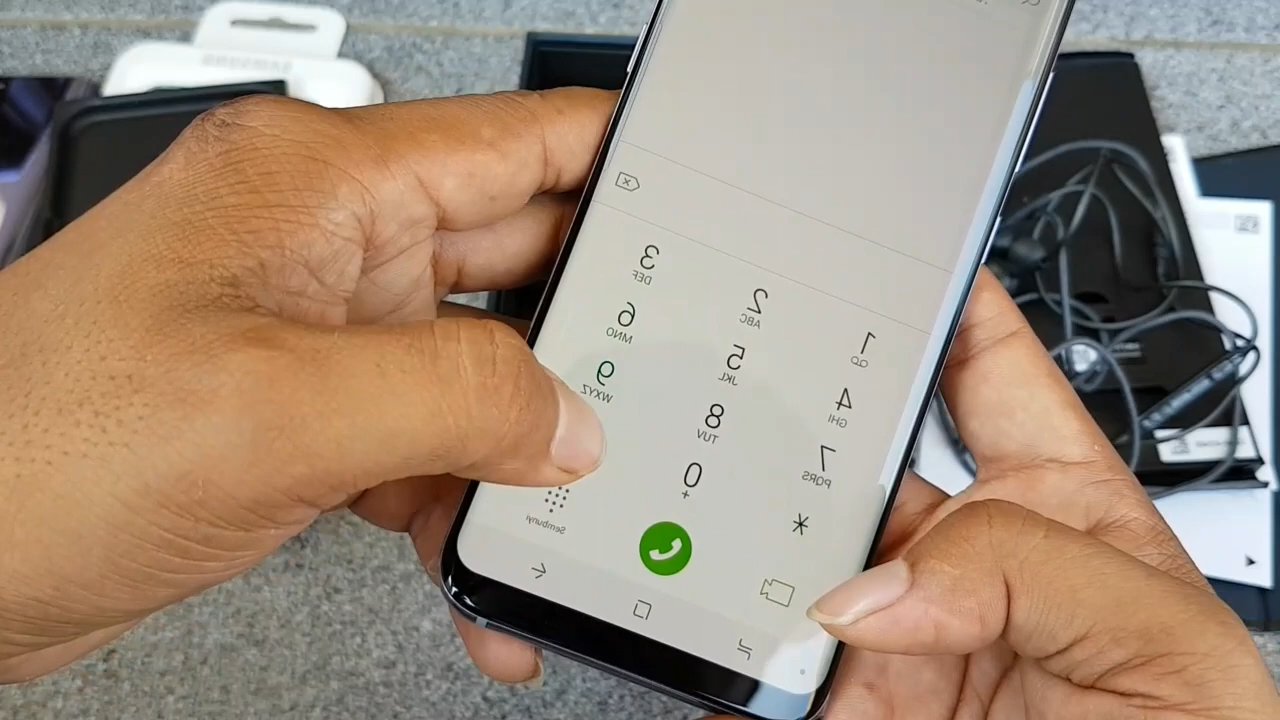 1
2 ABC
3 DEF
4 GHI
5 JKL
6 MNO
7 PQRS
8 TUV
9 WXYZ
*
0 +
Sembunyi
SAMSUNG